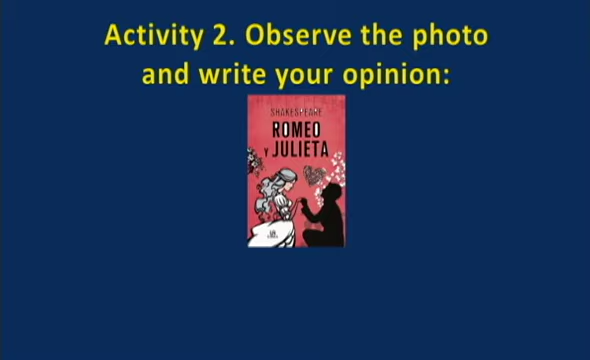 Activity 2. Observe the photo
and write your opinion:
SHAKESPEARE
ROMEO
Y JULIETA